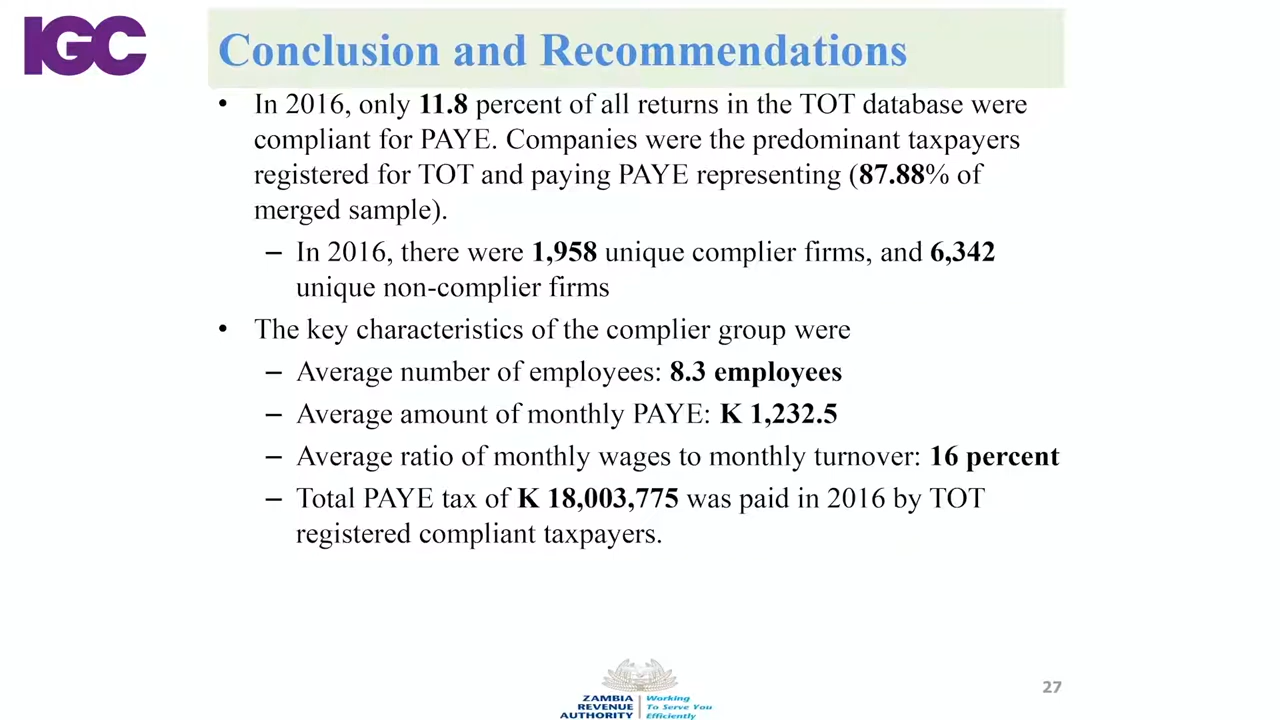 IGC
Conclusion and Recommendations
• In 2016, only 11.8 percent of all returns in the TOT database were
compliant for PAYE. Companies were the predominant taxpayers
registered for TOT and paying PAYE representing (87.88% of
merged sample).
– In 2016, there were 1,958 unique complier firms, and 6,342
unique non-complier firms
• The key characteristics of the complier group were
– Average number of employees: 8.3 employees
– Average amount of monthly PAYE: K 1,232.5
– Average ratio of monthly wages to monthly turnover: 16 percent
– Total PAYE tax of K 18,003,775 was paid in 2016 by TOT
registered compliant taxpayers.
ZAMBIA
REVENUE
AUTHORITY
Working
To Serve You
Efficiently
27